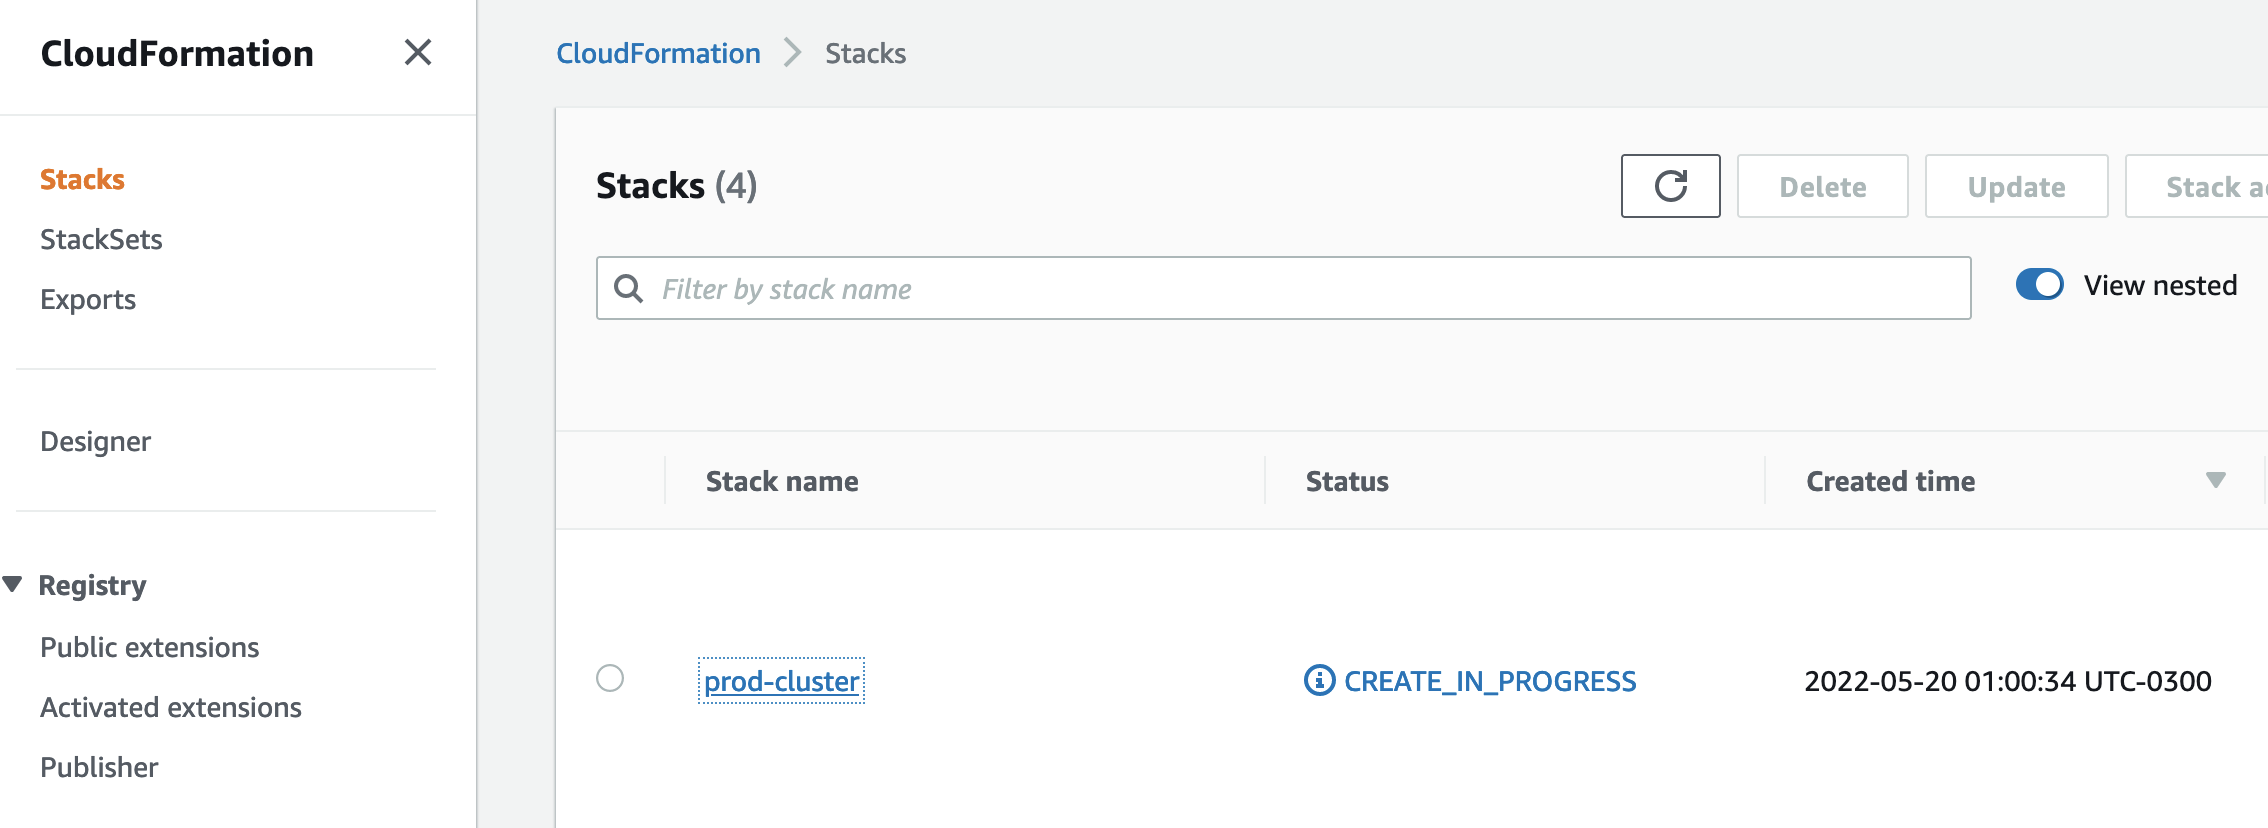 CloudFormation
Stacks
StackSets
Exports
Designer
Registry
Public extensions
Activated extensions
Publisher
CloudFormation Stacks
Stacks (4)
Delete Update Stack
Filter by stack name
View nested
Stack name Status Created time
prod-cluster CREATE_IN_PROGRESS 2022-05-20 01:00:34 UTC-0300